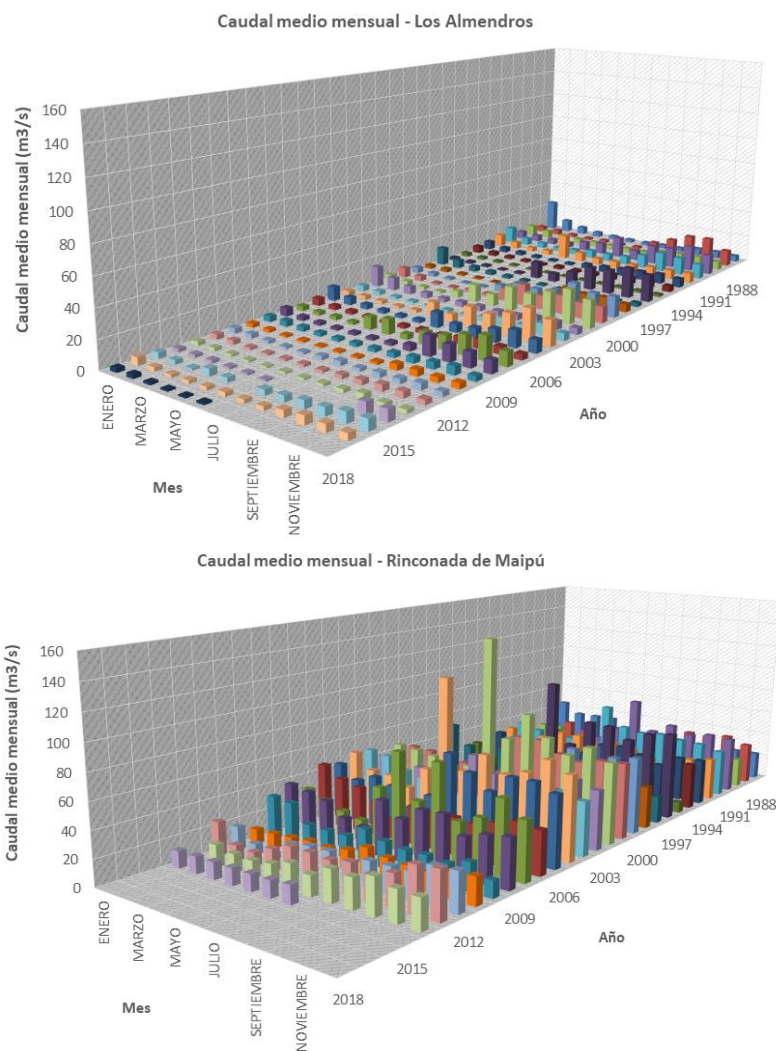 Caudal medio mensual - Los Almendros
Caudal medio mensual (m3/s)
160
140
120
100
80
60
40
20
0
ENERO
MARZO
MAYO
JULIO
SEPTIEMBRE
NOVIEMBRE
Mes
2018
2015
2012
2009
2006
2003
2000
1997
1994
1991
1988
Año
Caudal medio mensual - Rinconada de Maipú
Caudal medio mensual (m3/s)
160
140
120
100
80
60
40
20
0
ENERO
MARZO
MAYO
JULIO
SEPTIEMBRE
NOVIEMBRE
Mes
2018
2015
2012
2009
2006
2003
2000
1997
1994
1991
1988
Año